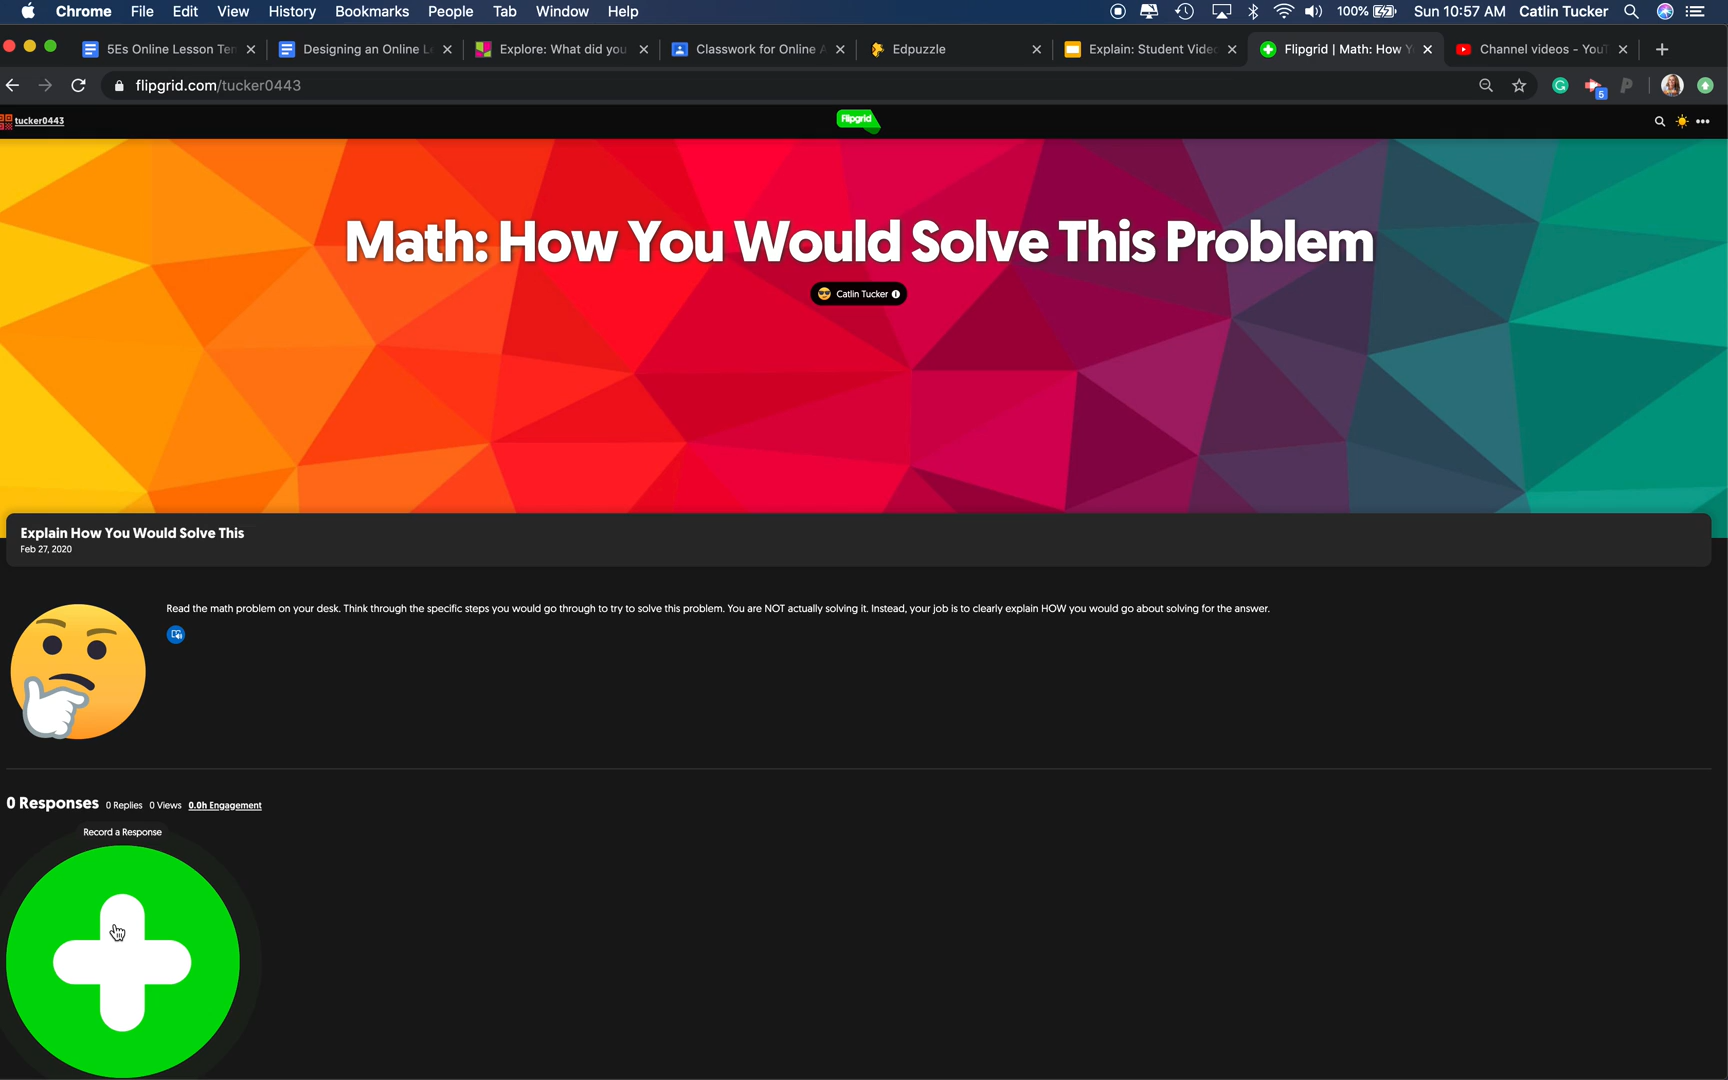 Chrome File Edit View History Bookmarks People Tab Window Help 100% Sun 10:57 AM Catlin Tucker
5Es Online Lesson Ten Designing an Online Le Explore: What did you Classwork for Online A Edpuzzle Explain: Student Video Flipgrid | Math: How Y Channel videos - YouT
flipgrid.com/tucker0443 5
tucker0443 Flipgrid
Math: How You Would Solve This Problem
Catlin Tucker
Explain How You Would Solve This
Feb 27, 2020
Read the math problem on your desk. Think through the specific steps you would go through to try to solve this problem. You are NOT actually solving it. Instead, your job is to clearly explain HOW you would go about solving for the answer.
0 Responses 0 Replies 0 Views 0.0h Engagement
Record a Response